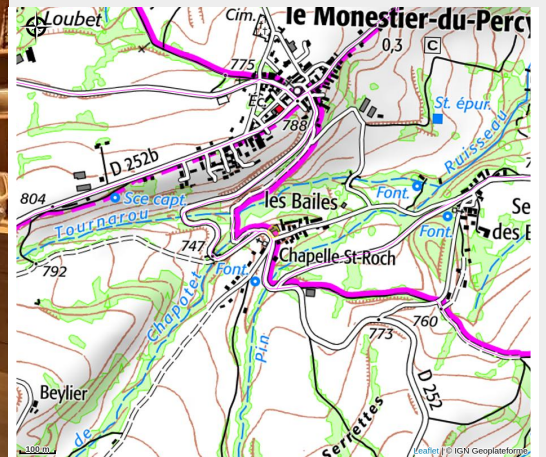 Loubet
Cim.
le Monestier-du-Percy
0,3
C
775
Ec.
788
St. épur.
Ruisseau
D 252b
804
Sce capt.
Tournarou
les Bailes
Font.
Font.
747
792
Font.
Chapelle St-Roch
Chapotet
de
Pin
760
773
D 252
Beylier
Serrettes
100 m
Leaflet | © IGN Geoplateforme